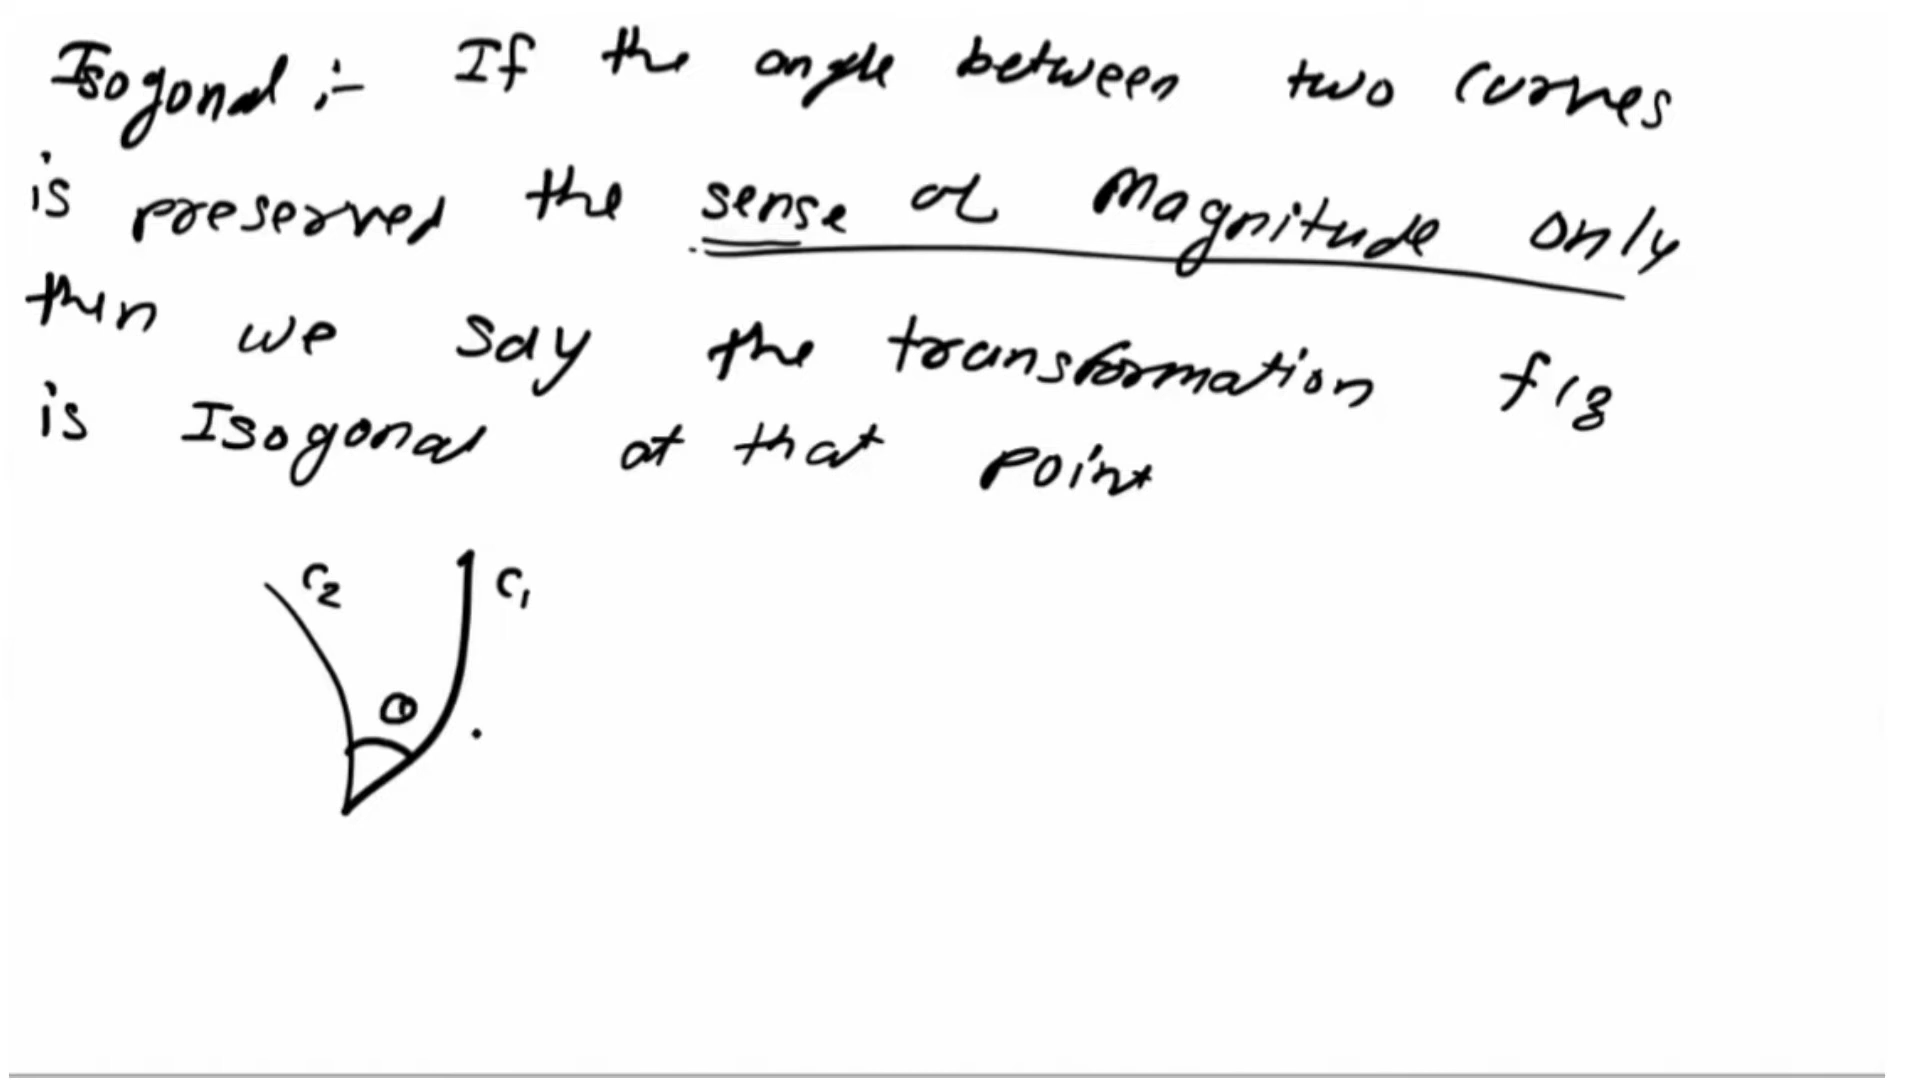 Isogonal :- If the angle between two curves
is preserved the sense or Magnitude only
then we say the transformation f(z
is Isogonal at that point
C2 C1
θ